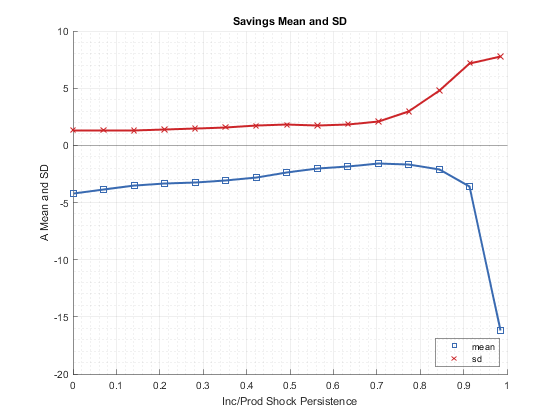 Savings Mean and SD
A Mean and SD
10
5
0
-5
-10
-15
-20
0 0.1 0.2 0.3 0.4 0.5 0.6 0.7 0.8 0.9 1
Inc/Prod Shock Persistence
mean
sd